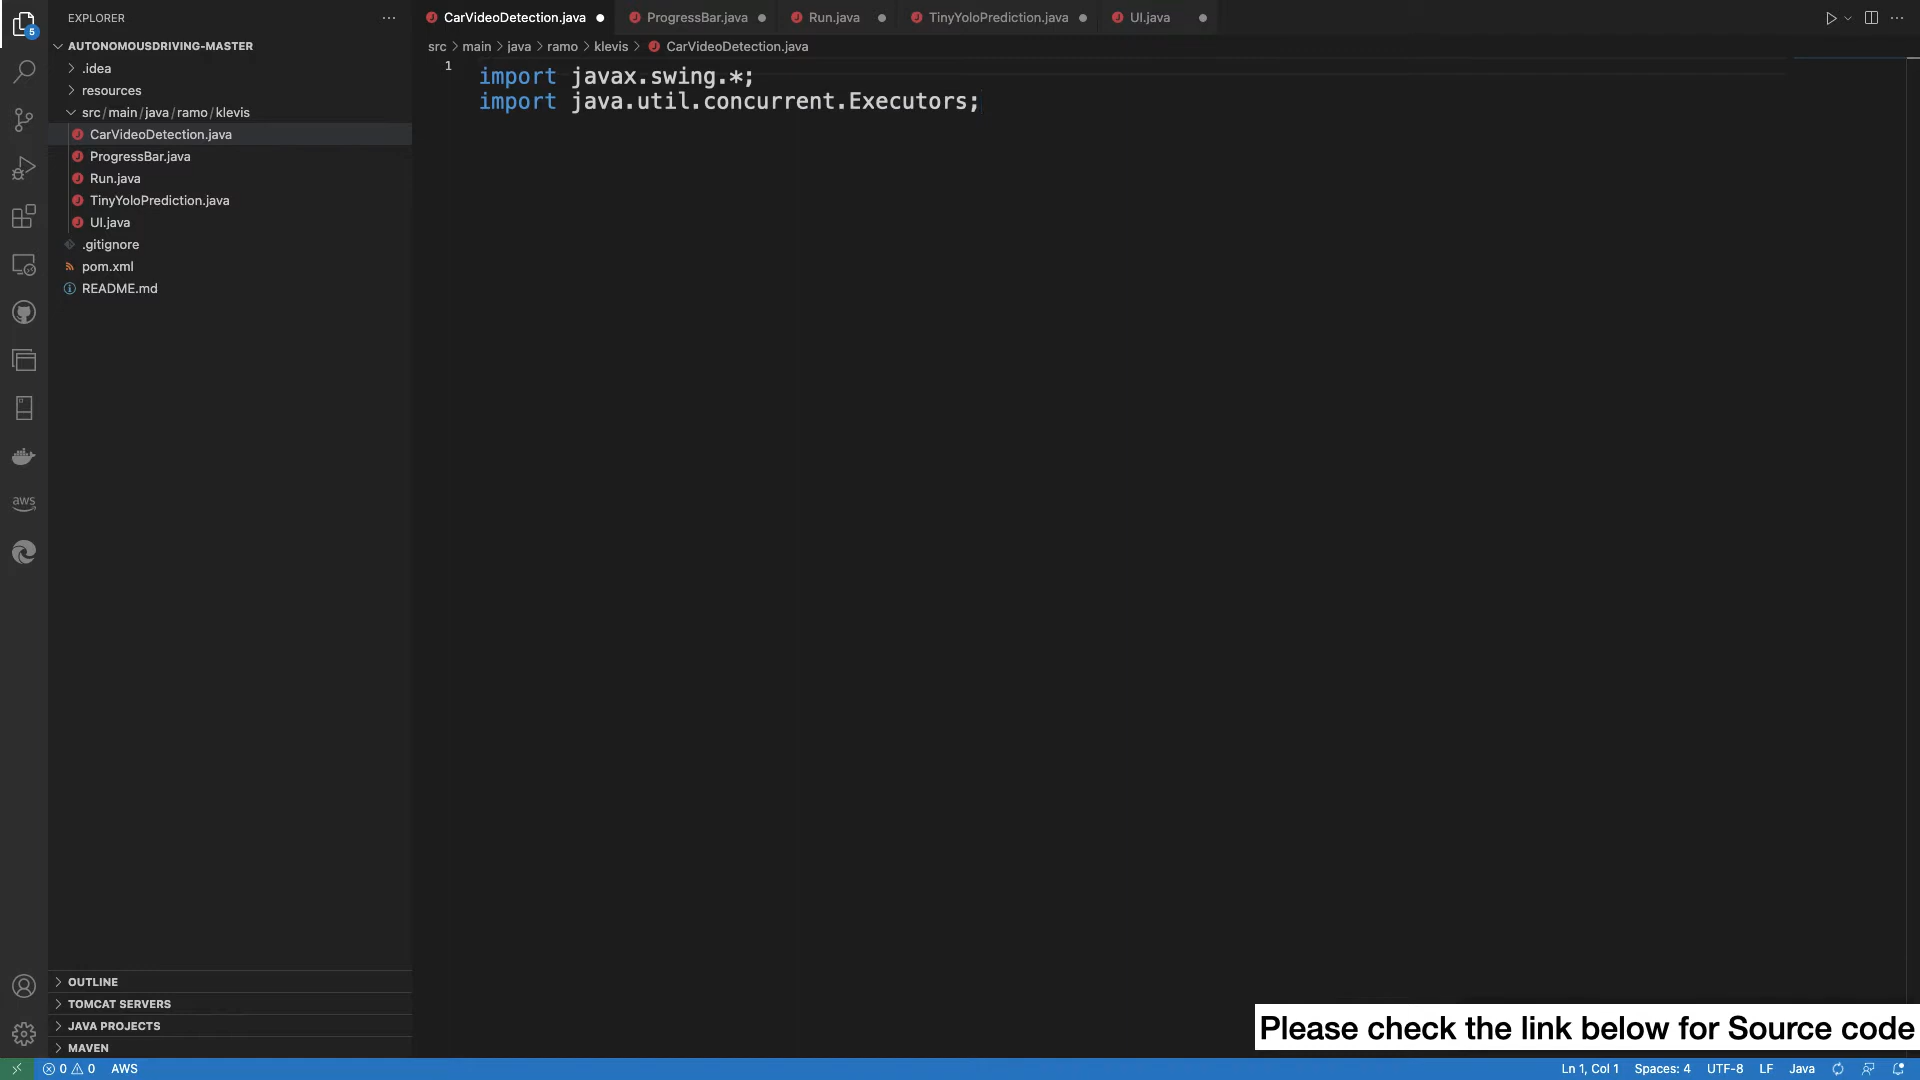 EXPLORER
AUTONOMOUSDRIVING-MASTER
.idea
resources
src/main/java/ramo/klevis
CarVideoDetection.java
ProgressBar.java
Run.java
TinyYoloPrediction.java
UI.java
.gitignore
pom.xml
README.md
OUTLINE
TOMCAT SERVERS
JAVA PROJECTS
MAVEN
5
aws
CarVideoDetection.java ProgressBar.java Run.java TinyYoloPrediction.java UI.java
src > main > java > ramo > klevis > CarVideoDetection.java
1
import javax.swing.*;
import java.util.concurrent.Executors;
Please check the link below for Source code
0 0 AWS Ln 1, Col 1 Spaces: 4 UTF-8 LF Java